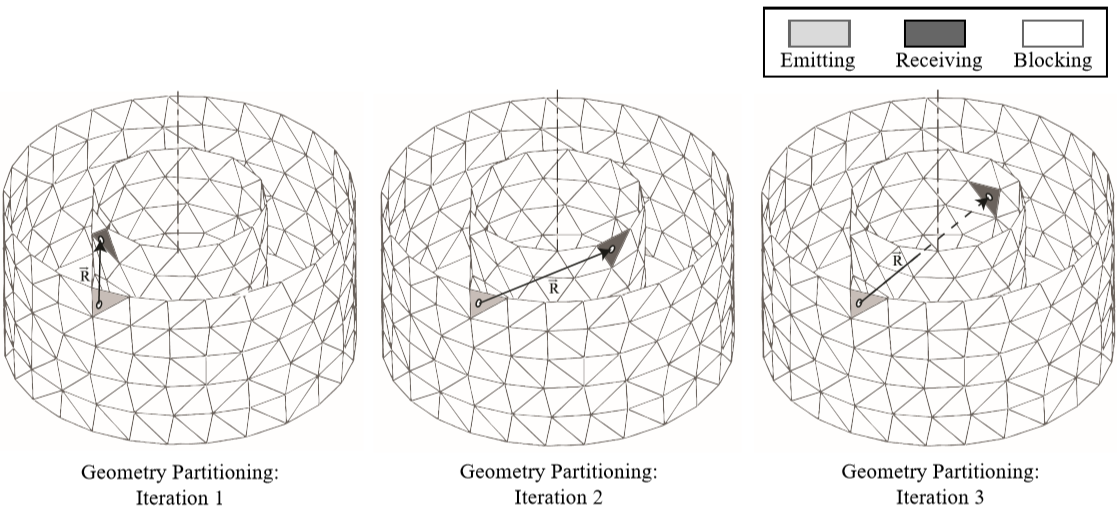 Emitting Receiving Blocking
R
R
R
Geometry Partitioning:
Iteration 1
Geometry Partitioning:
Iteration 2
Geometry Partitioning:
Iteration 3